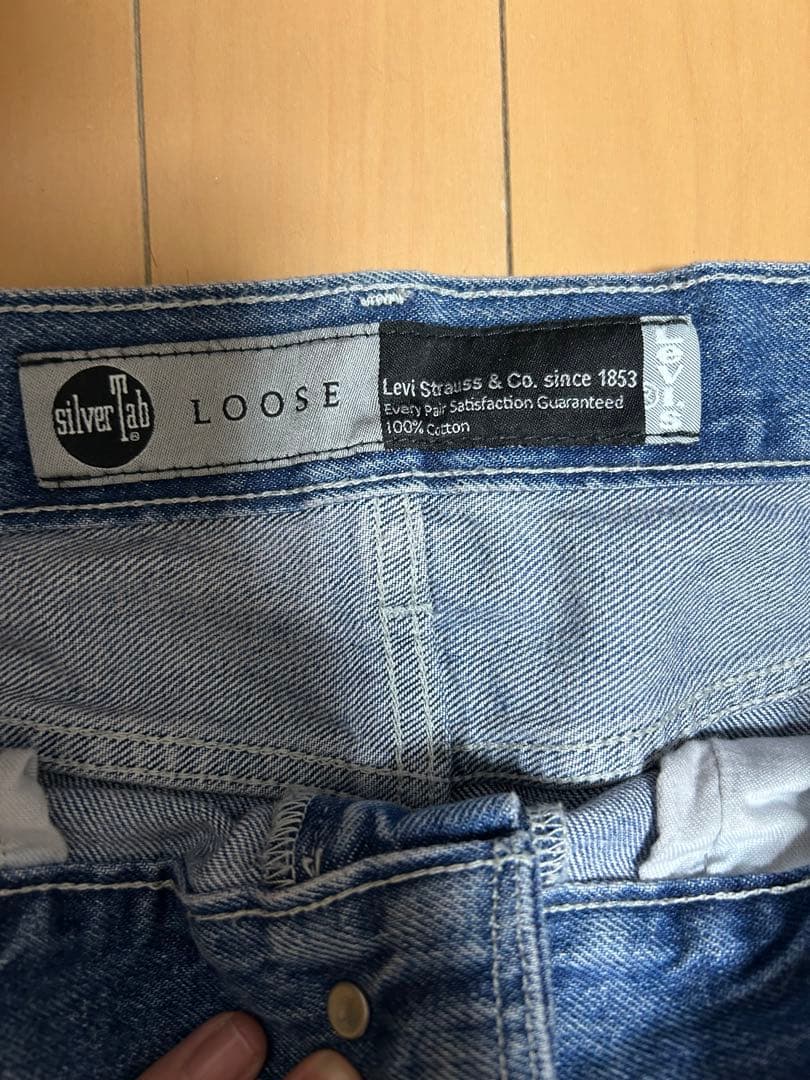 silverTab®
LOOSE
Levi Strauss & Co. since 1853
Every Pair Satisfaction Guaranteed
100% Cotton
Levi's
®